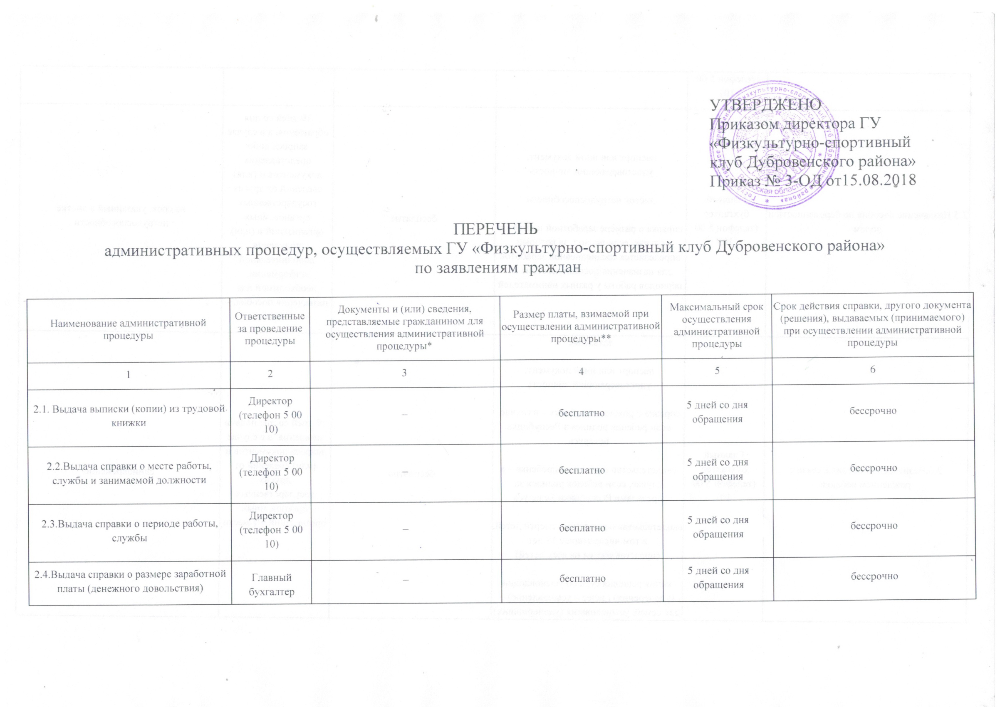 УТВЕРДЖЕНО
Приказом директора ГУ
«Физкультурно-спортивный
клуб Дубровенского района»
Приказ № 3-ОД от15.08.2018
ПЕРЕЧЕНЬ
административных процедур, осуществляемых ГУ «Физкультурно-спортивный клуб Дубровенского района»
по заявлениям граждан
Наименование административной
процедуры
Ответственные
за проведение
процедуры
Документы и (или) сведения,
представляемые гражданином для
осуществления административной
процедуры*
Размер платы, взимаемой при
осуществлении административной
процедуры**
Максимальный срок
осуществления
административной
процедуры
Срок действия справки, другого документа
(решения), выдаваемых (принимаемого)
при осуществлении административной
процедуры
1
2
3
4
5
6
2.1. Выдача выписки (копии) из трудовой
книжки
Директор
(телефон 5 00
10)
–
бесплатно
5 дней со дня
обращения
бессрочно
2.2.Выдача справки о месте работы,
службы и занимаемой должности
Директор
(телефон 5 00
10)
–
бесплатно
5 дней со дня
обращения
бессрочно
2.3.Выдача справки о периоде работы,
службы
Директор
(телефон 5 00
10)
–
бесплатно
5 дней со дня
обращения
бессрочно
2.4.Выдача справки о размере заработной
платы (денежного довольствия)
Главный
бухгалтер
–
бесплатно
5 дней со дня
обращения
бессрочно